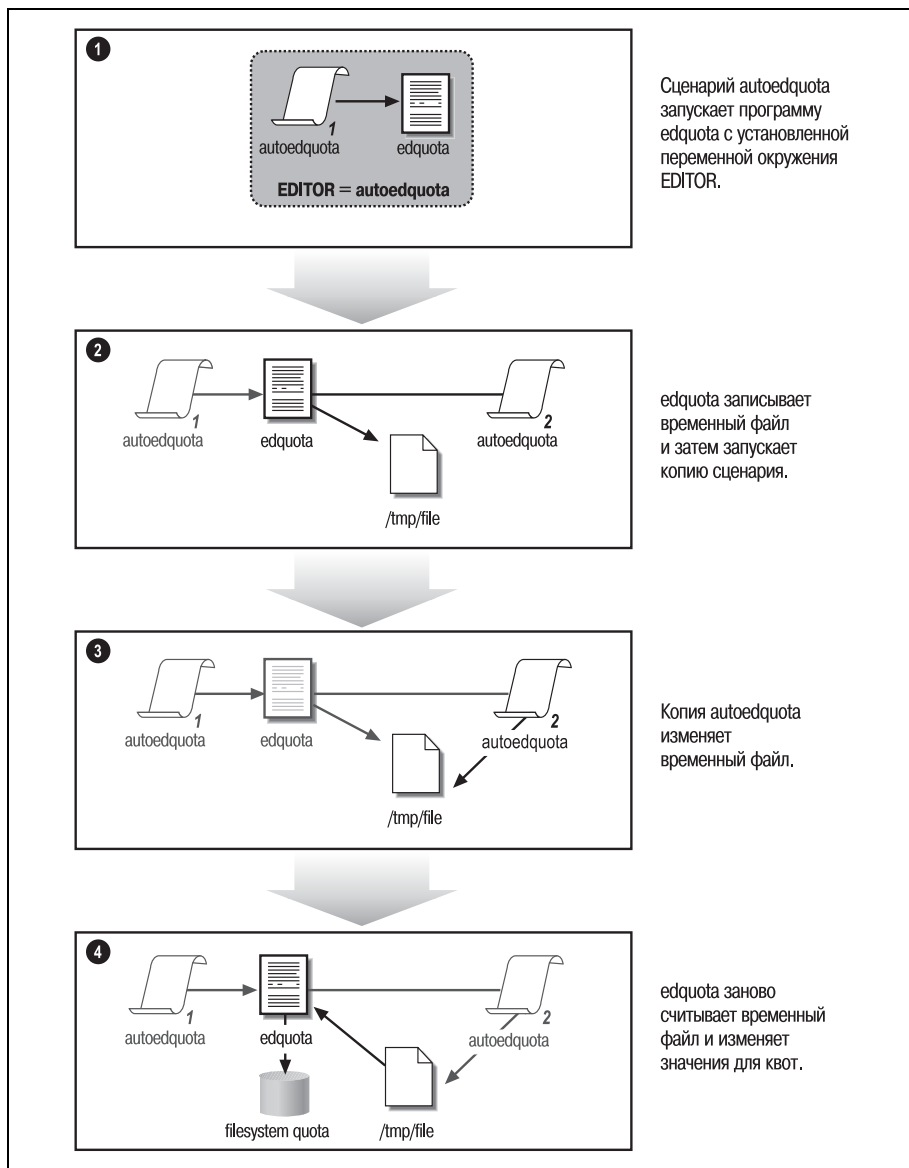 1
1
autoedquota
edquota
EDITOR = autoedquota
Сценарий autoedquota
запускает программу
edquota с установленной
переменной окружения
EDITOR.
2
1
autoedquota
edquota
2
autoedquota
/tmp/file
edquota записывает
временный файл
и затем запускает
копию сценария.
3
1
autoedquota
edquota
2
autoedquota
/tmp/file
Копия autoedquota
изменяет
временный файл.
4
1
autoedquota
edquota
2
autoedquota
filesystem quota
/tmp/file
edquota заново
считывает временный
файл и изменяет
значения для квот.